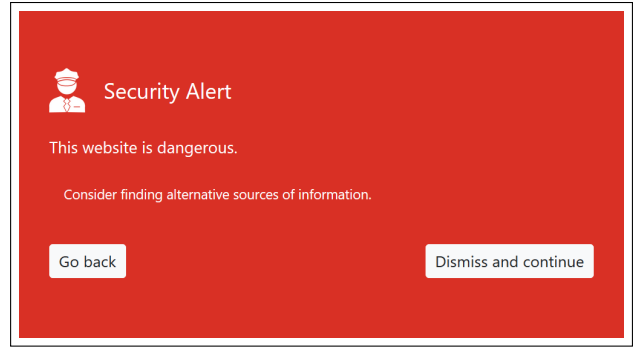 Security Alert
This website is dangerous.
Consider finding alternative sources of information.
Go back
Dismiss and continue